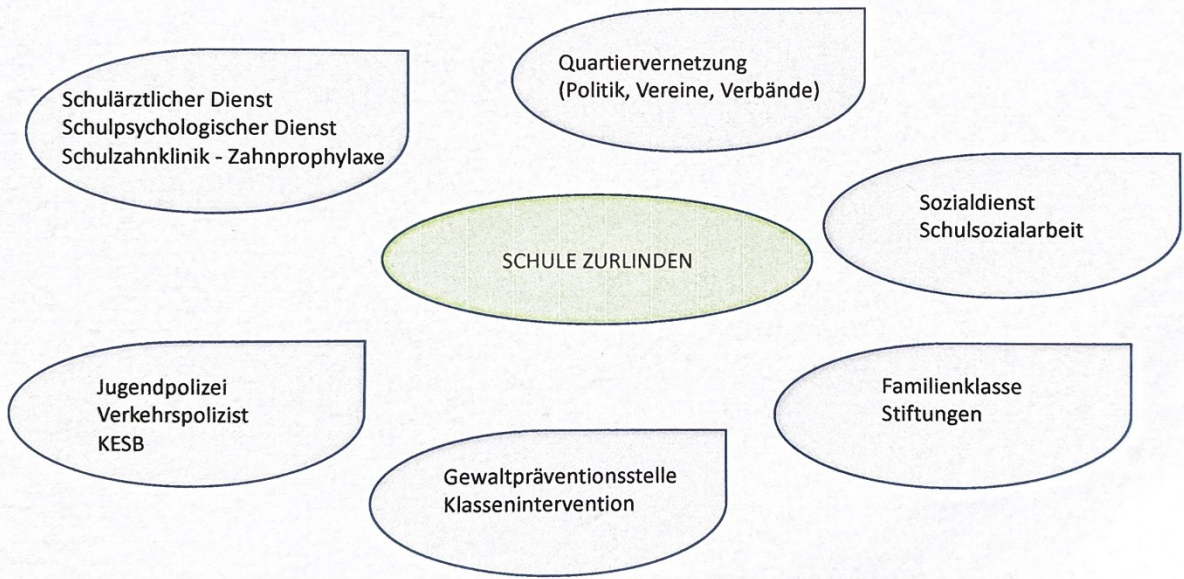 Quartiervernetzung
(Politik, Vereine, Verbände)
Schulärztlicher Dienst
Schulpsychologischer Dienst
Schulzahnklinik - Zahnprophylaxe
Sozialdienst
Schulsozialarbeit
SCHULE ZURLINDEN
Jugendpolizei
Verkehrspolizist
KESB
Familienklasse
Stiftungen
Gewaltpräventionsstelle
Klassenintervention